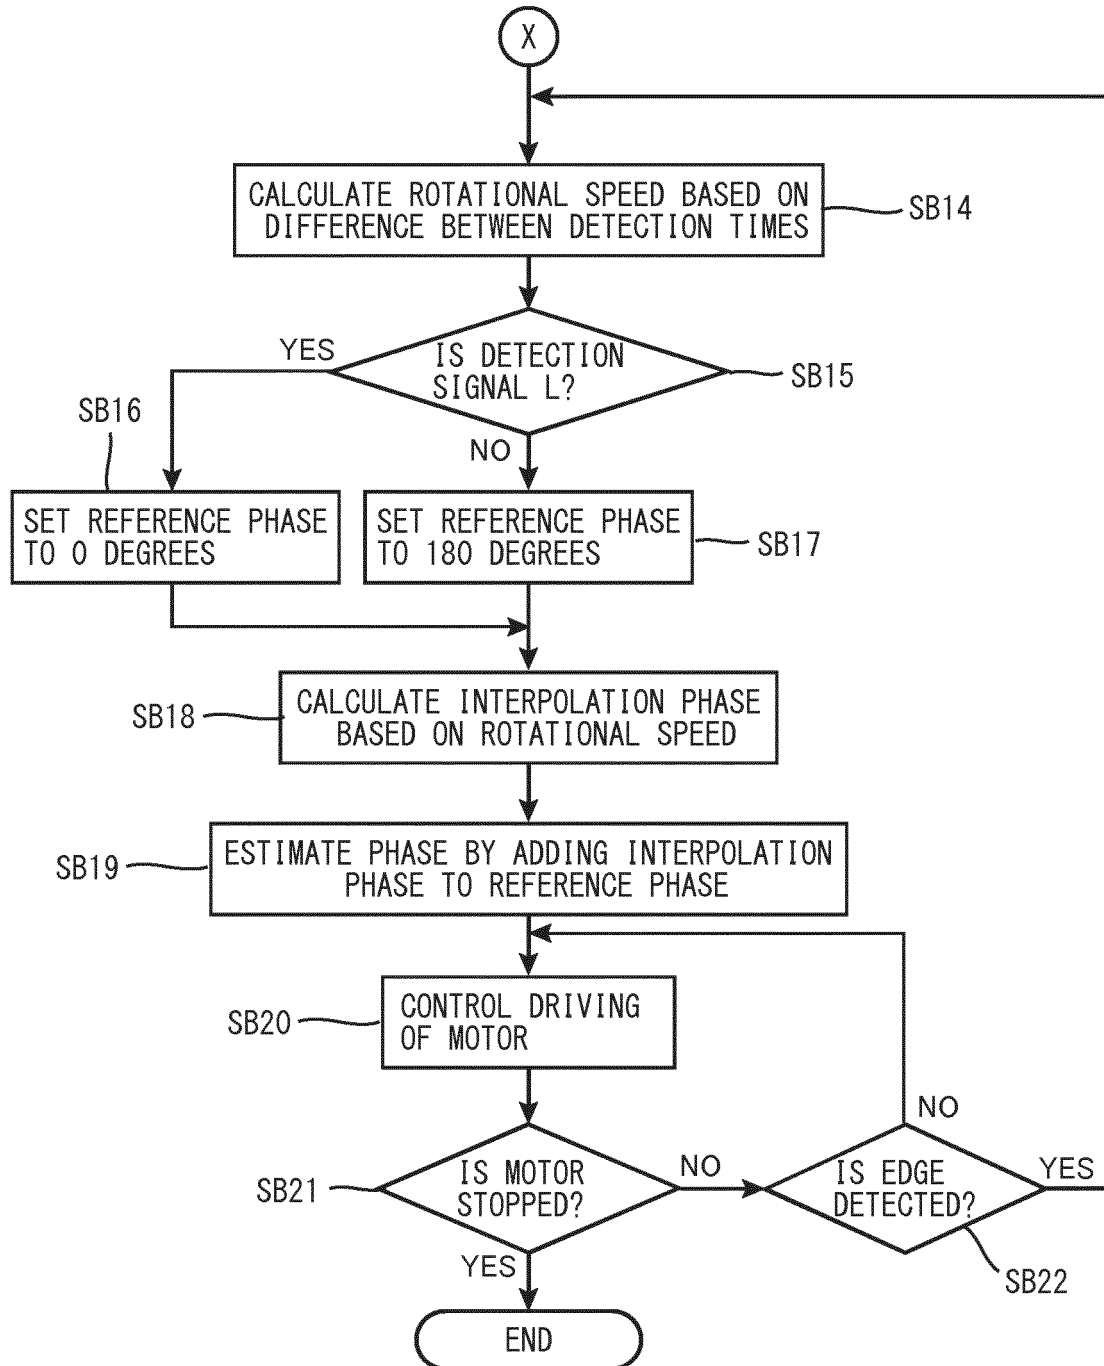 X
CALCULATE ROTATIONAL SPEED BASED ON
DIFFERENCE BETWEEN DETECTION TIMES
SB14
YES
IS DETECTION
SIGNAL L?
SB15
SB16
NO
SET REFERENCE PHASE
TO 0 DEGREES
SET REFERENCE PHASE
TO 180 DEGREES
SB17
CALCULATE INTERPOLATION PHASE
BASED ON ROTATIONAL SPEED
SB18
ESTIMATE PHASE BY ADDING INTERPOLATION
PHASE TO REFERENCE PHASE
SB19
CONTROL DRIVING
OF MOTOR
SB20
NO
IS MOTOR
STOPPED?
SB21
NO
IS EDGE
DETECTED?
YES
SB22
YES
END